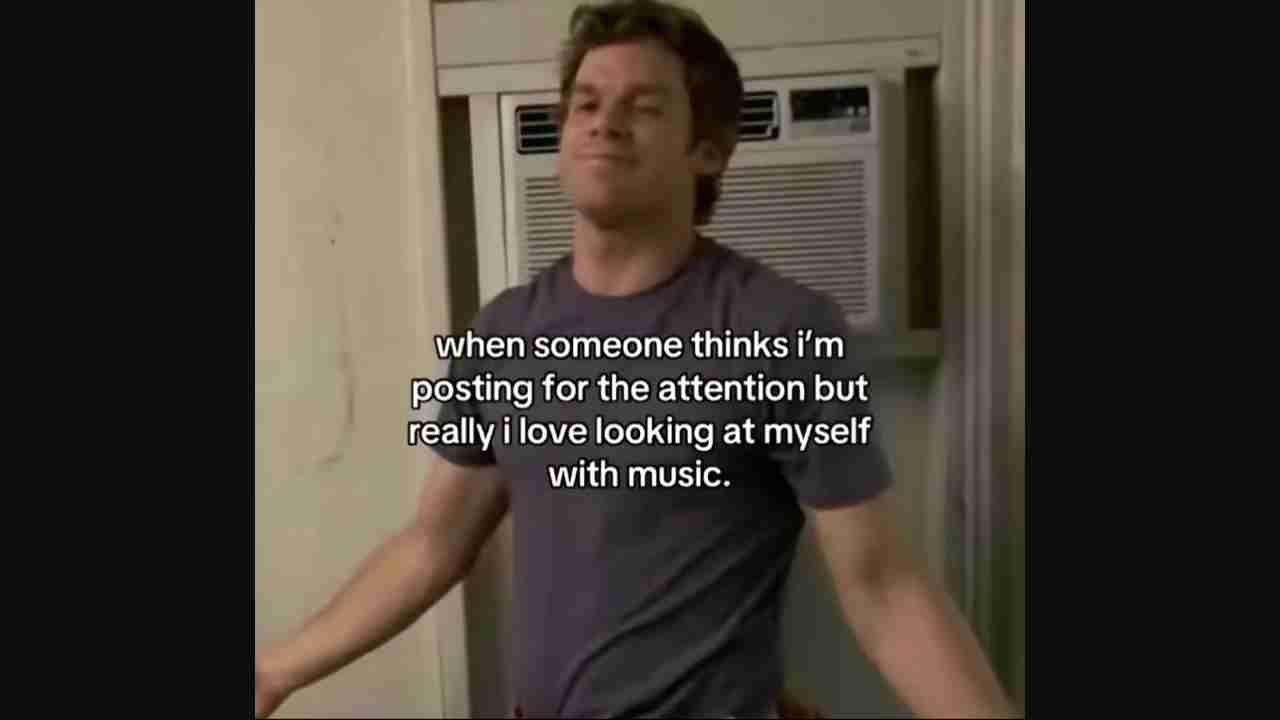 when someone thinks i'm
posting for the attention but
really i love looking at myself
with music.